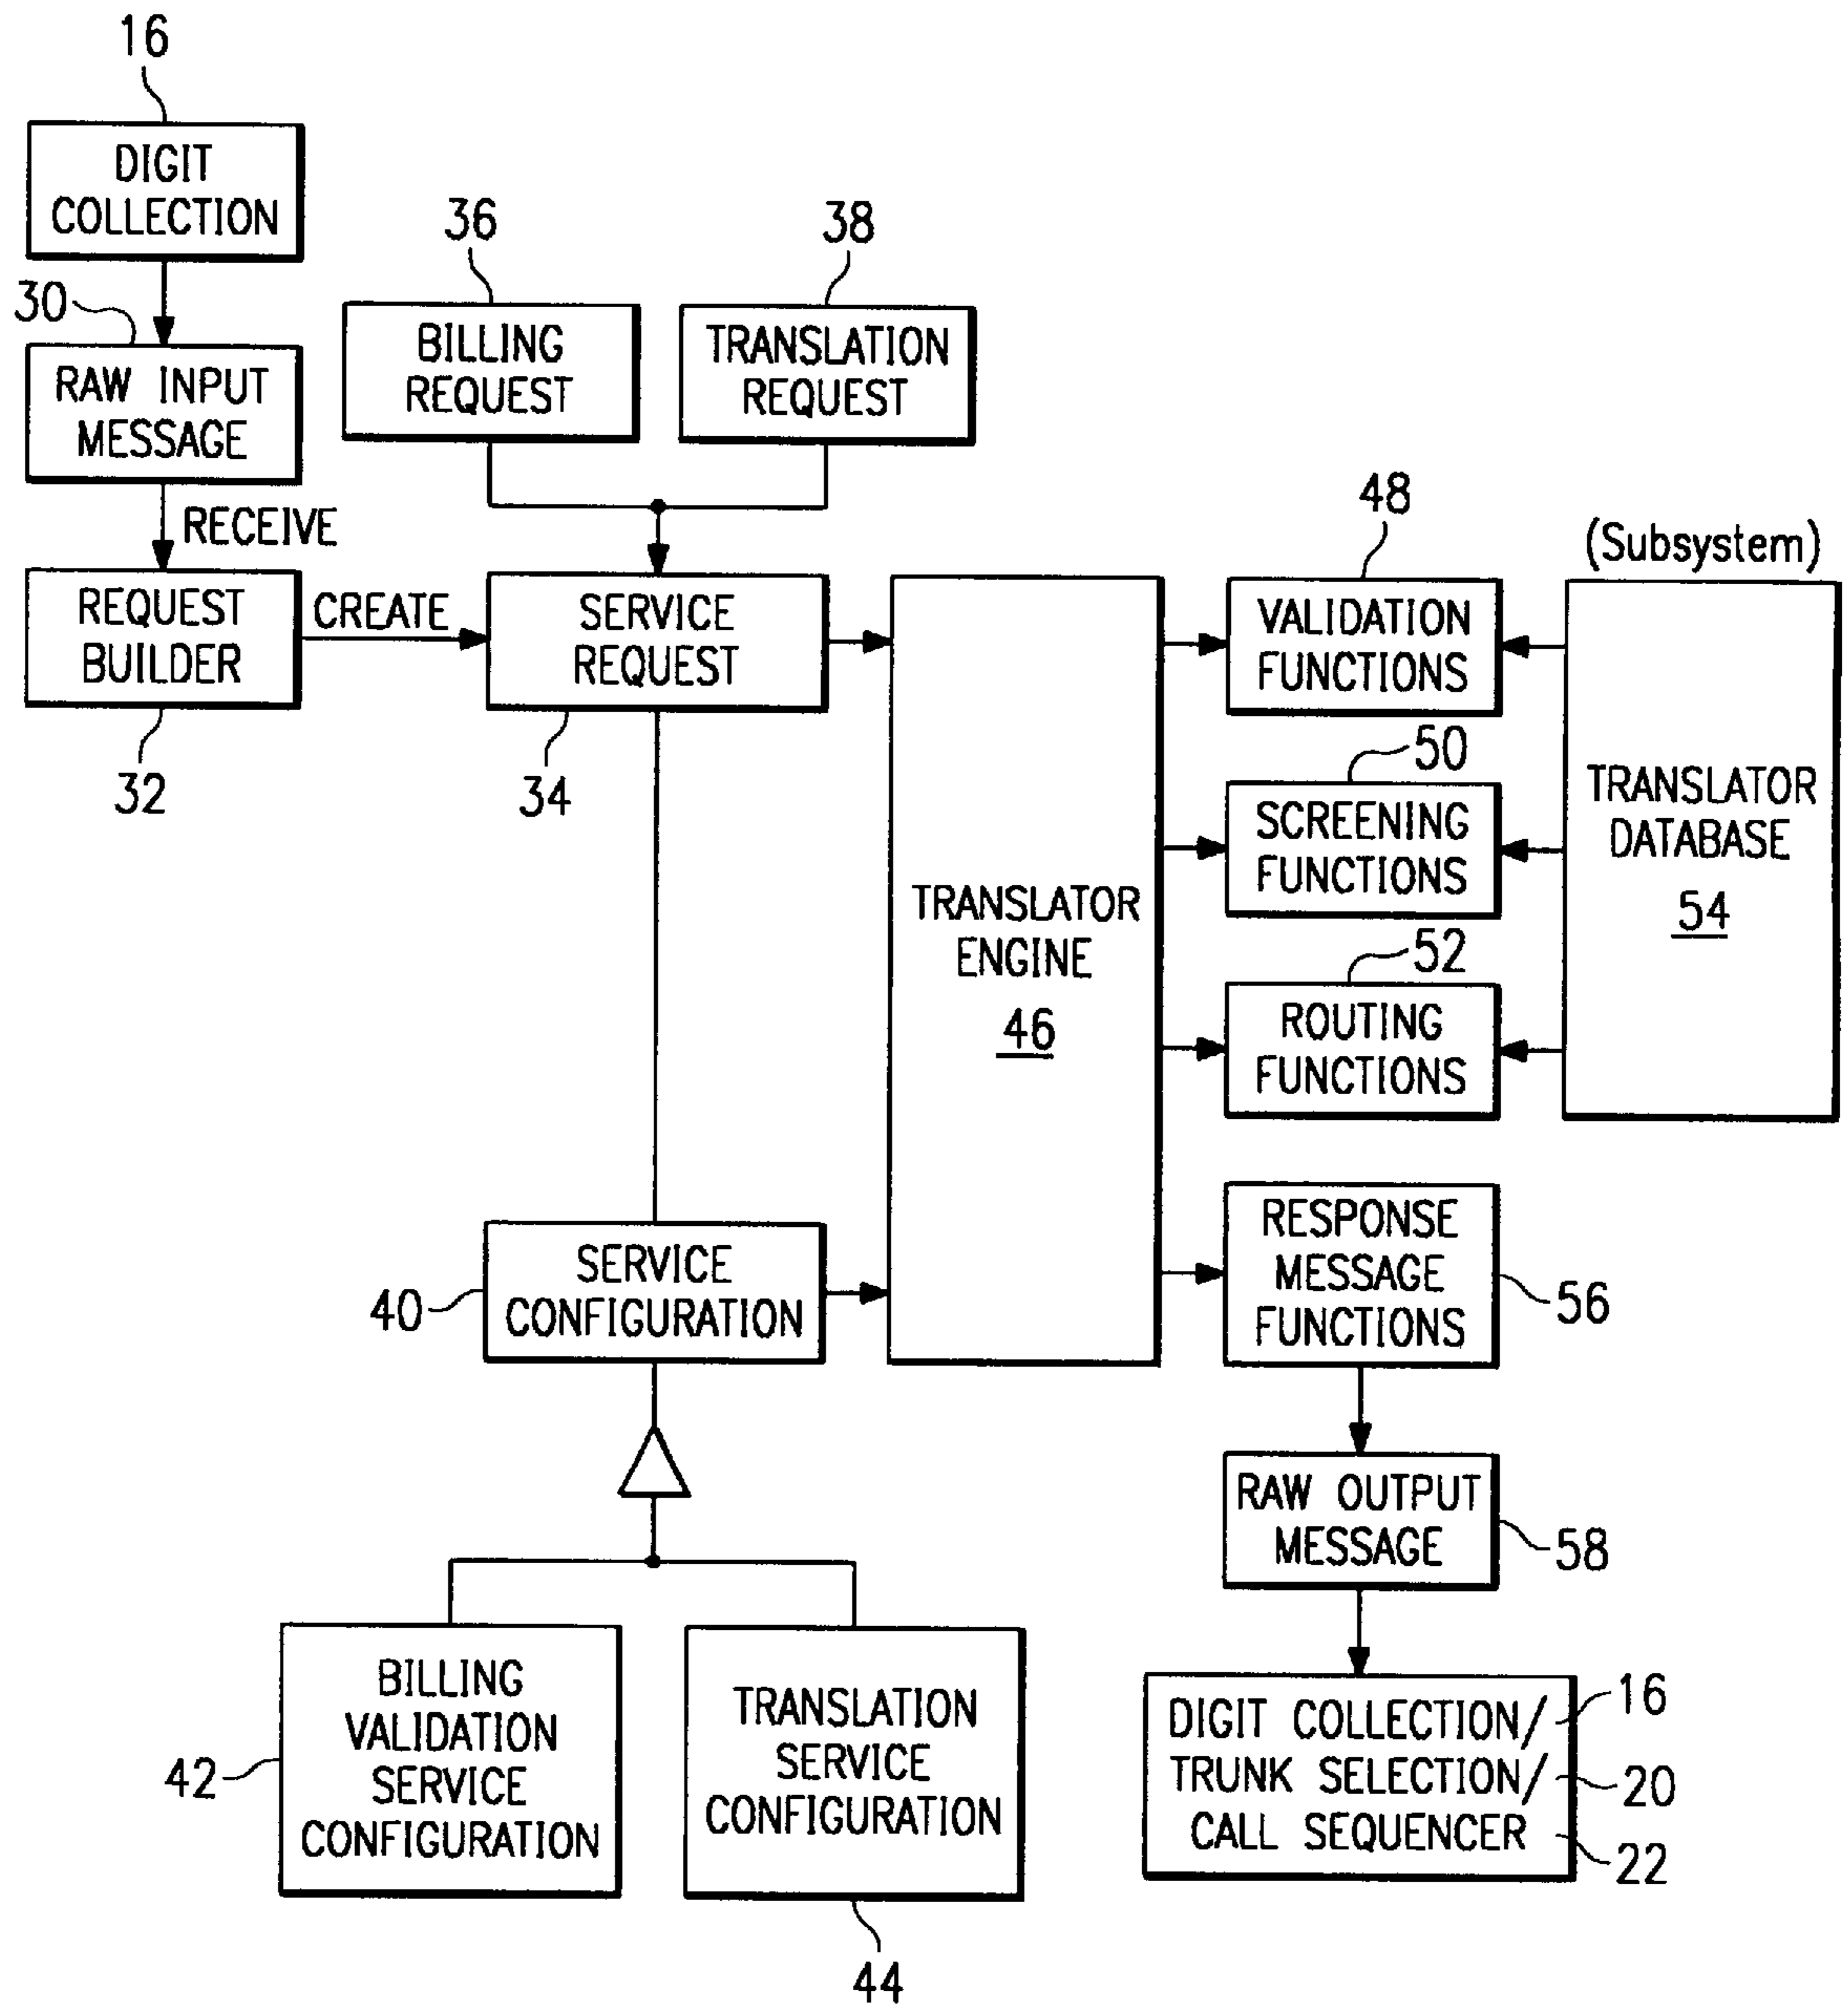 16
DIGIT
COLLECTION
30
RAW INPUT
MESSAGE
RECEIVE
REQUEST
BUILDER
32
CREATE
36
BILLING
REQUEST
38
TRANSLATION
REQUEST
SERVICE
REQUEST
34
SERVICE
CONFIGURATION
40
BILLING
VALIDATION
SERVICE
CONFIGURATION
42
TRANSLATION
SERVICE
CONFIGURATION
44
TRANSLATOR
ENGINE
46
48
VALIDATION
FUNCTIONS
50
SCREENING
FUNCTIONS
52
ROUTING
FUNCTIONS
(Subsystem)
TRANSLATOR
DATABASE
54
RESPONSE
MESSAGE
FUNCTIONS
56
RAW OUTPUT
MESSAGE
58
DIGIT COLLECTION/ 16
TRUNK SELECTION/ 20
CALL SEQUENCER 22